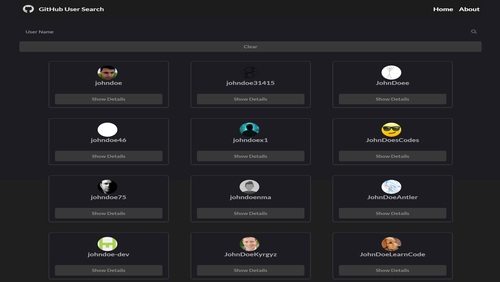 GitHub User Search
Home About
User Name
Clear
johndoe
johndoe31415
JohnDoee
Show Details
Show Details
Show Details
johndoe46
johndoex1
JohnDoesCodes
Show Details
Show Details
Show Details
johndoe75
johndoenma
JohnDoeAntler
Show Details
Show Details
Show Details
johndoe-dev
JohnDoeKyrgyz
JohnDoeLearnCode
Show Details
Show Details
Show Details